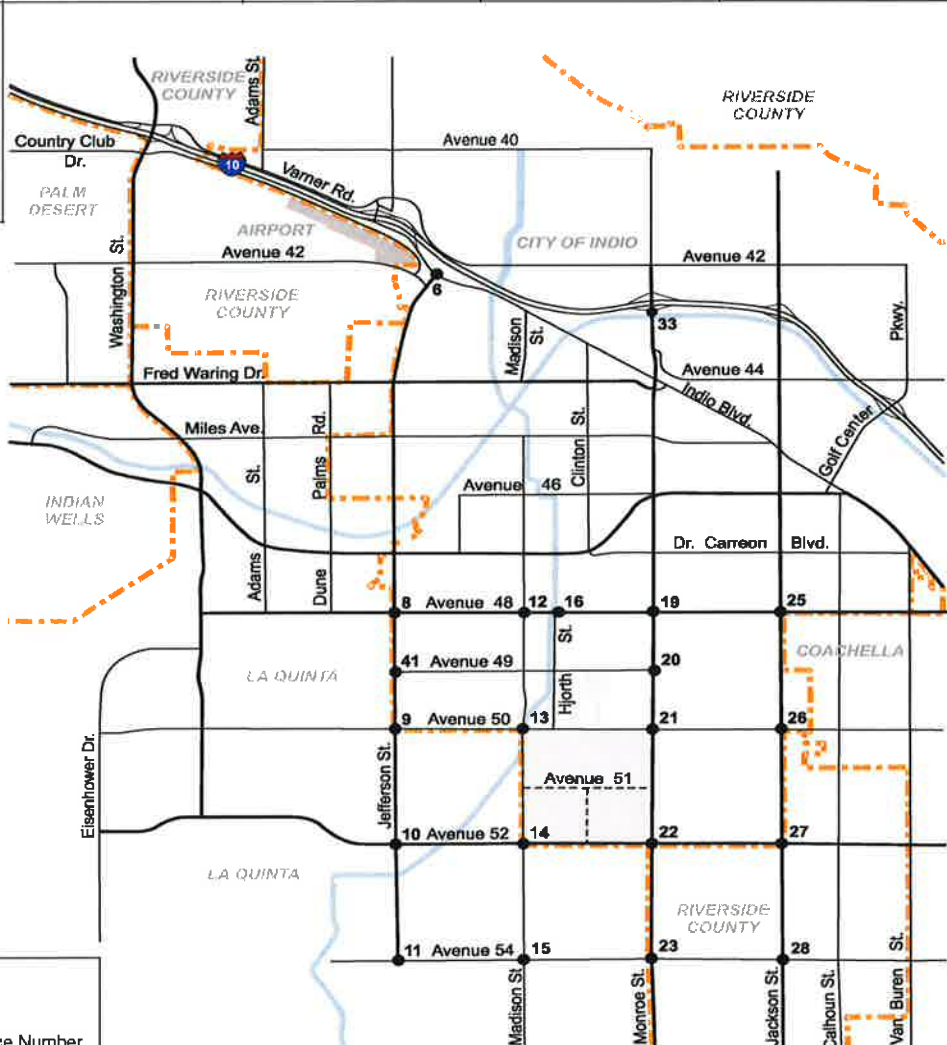 RIVERSIDE
COUNTY
Adams St.
RIVERSIDE
COUNTY
Country Club
Dr.
10
Varner Rd.
Avenue 40
PALM
DESERT
AIRPORT
CITY OF INDIO
Washington St.
Avenue 42
Avenue 42
6
RIVERSIDE
COUNTY
Madison
St.
33
Pkwy.
Fred Waring Dr.
Avenue 44
Indio Blvd.
Miles Ave.
St.
Palms Rd.
Clinton St.
Golf Center
INDIAN
WELLS
Avenue 46
Dr. Carreon Blvd.
Adams
Dune
8 Avenue 48 12 16 19 25
St.
Hjorth
LA QUINTA
41 Avenue 49 20
COACHELLA
9 Avenue 50 13 21 26
Eisenhower Dr.
Jefferson St.
Avenue 51
10 Avenue 52 14 22 27
LA QUINTA
RIVERSIDE
COUNTY
11 Avenue 54 15 23 28
Madison St
Monroe St.
Jackson St.
Calhoun St.
Van Buren St.
Number